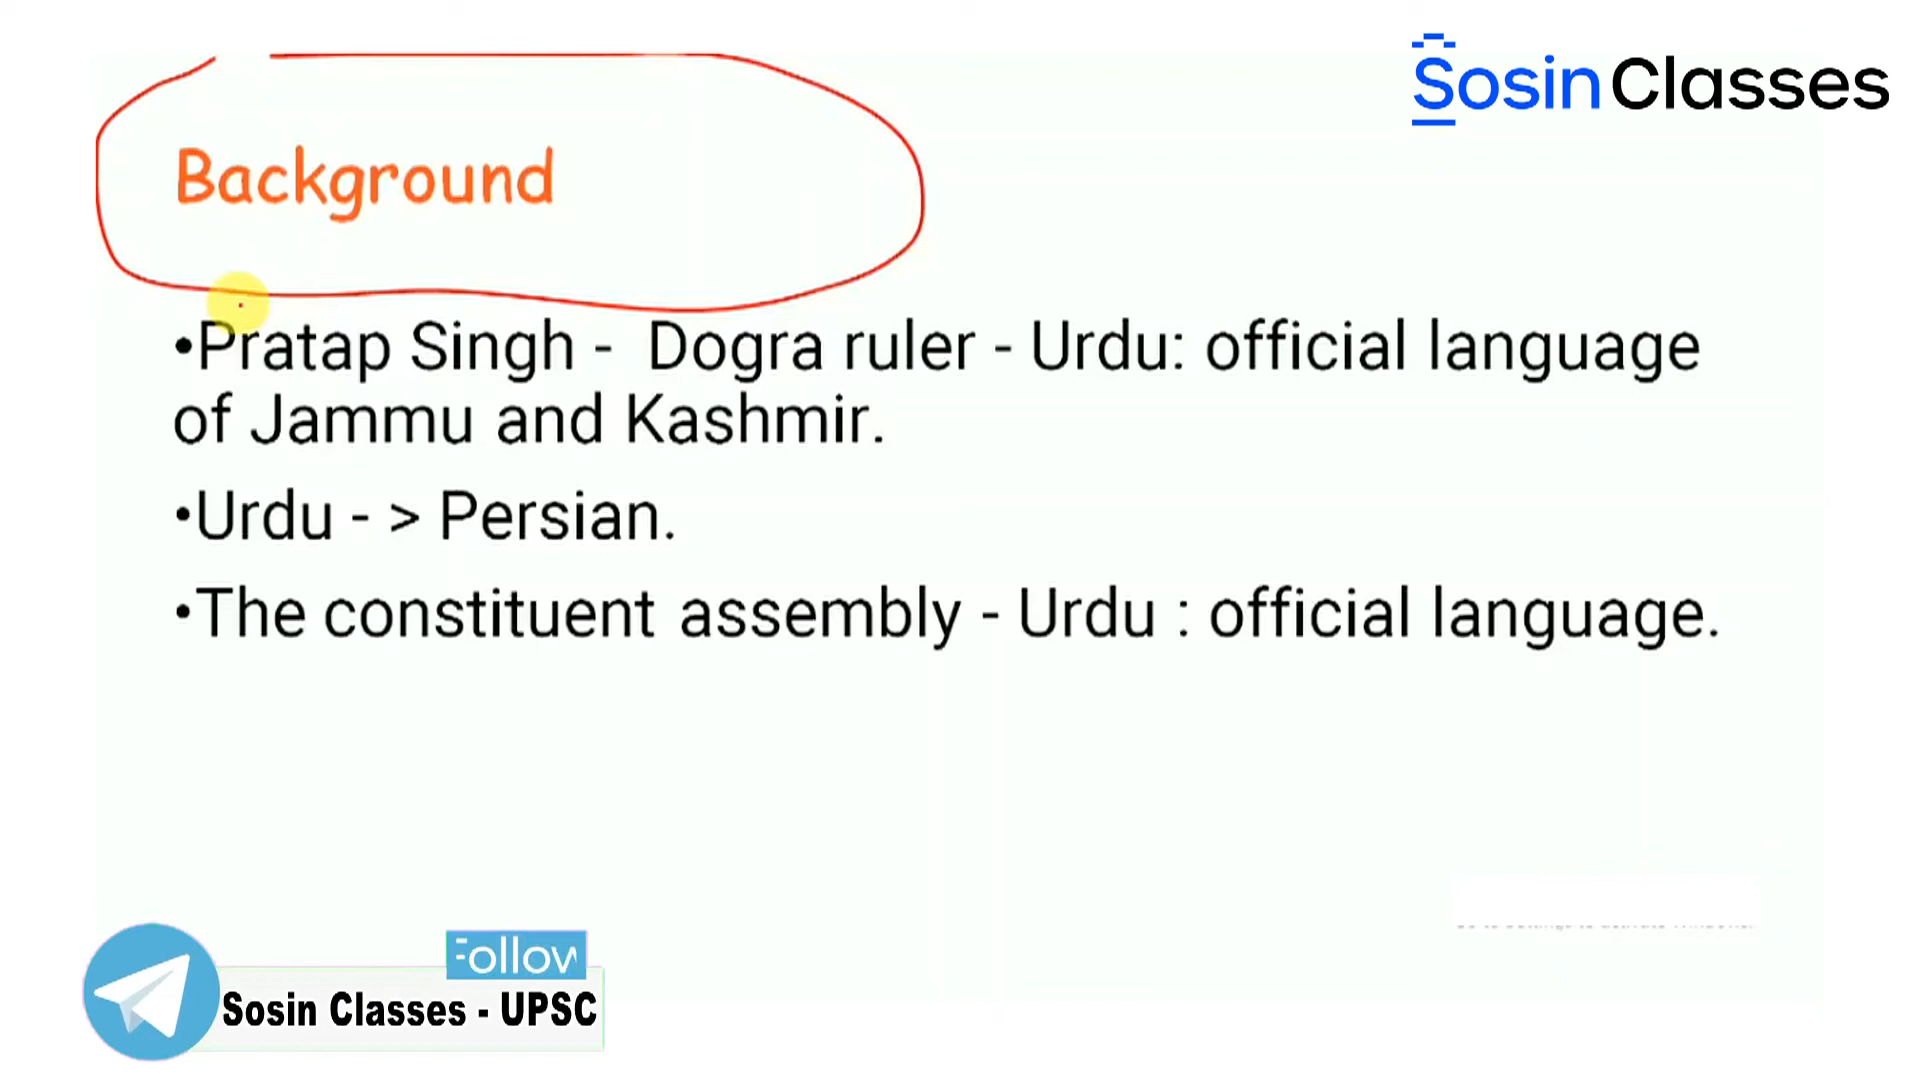 Sosin Classes
Background
•Pratap Singh - Dogra ruler - Urdu: official language
of Jammu and Kashmir.
•Urdu - > Persian.
•The constituent assembly - Urdu : official language.
Follow
Sosin Classes - UPSC